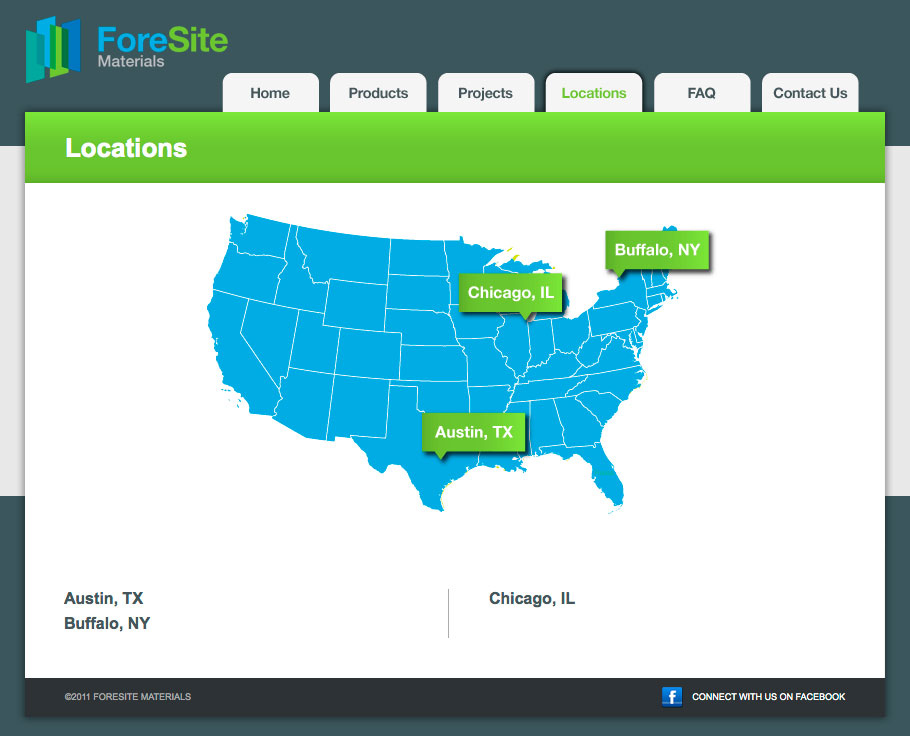 ForeSite
Materials
Home
Products
Projects
Locations
FAQ
Contact Us
Locations
Buffalo, NY
Chicago, IL
Austin, TX
Austin, TX
Buffalo, NY
Chicago, IL
©2011 FORESITE MATERIALS
f
CONNECT WITH US ON FACEBOOK